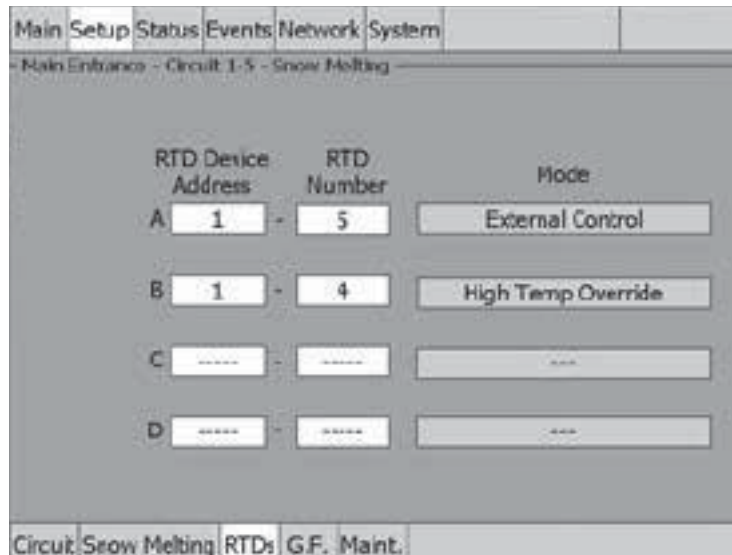 Main Setup Status Events Network System
- Main Entrance - Circuit 1-5 - Snow Melting
RTD Device Address RTD Number Mode
A 1 - 5 External Control
B 1 - 4 High Temp Override
C ----- - ----- ---
D ----- - ----- ---
Circuit Snow Melting RTDs G.F. Maint.